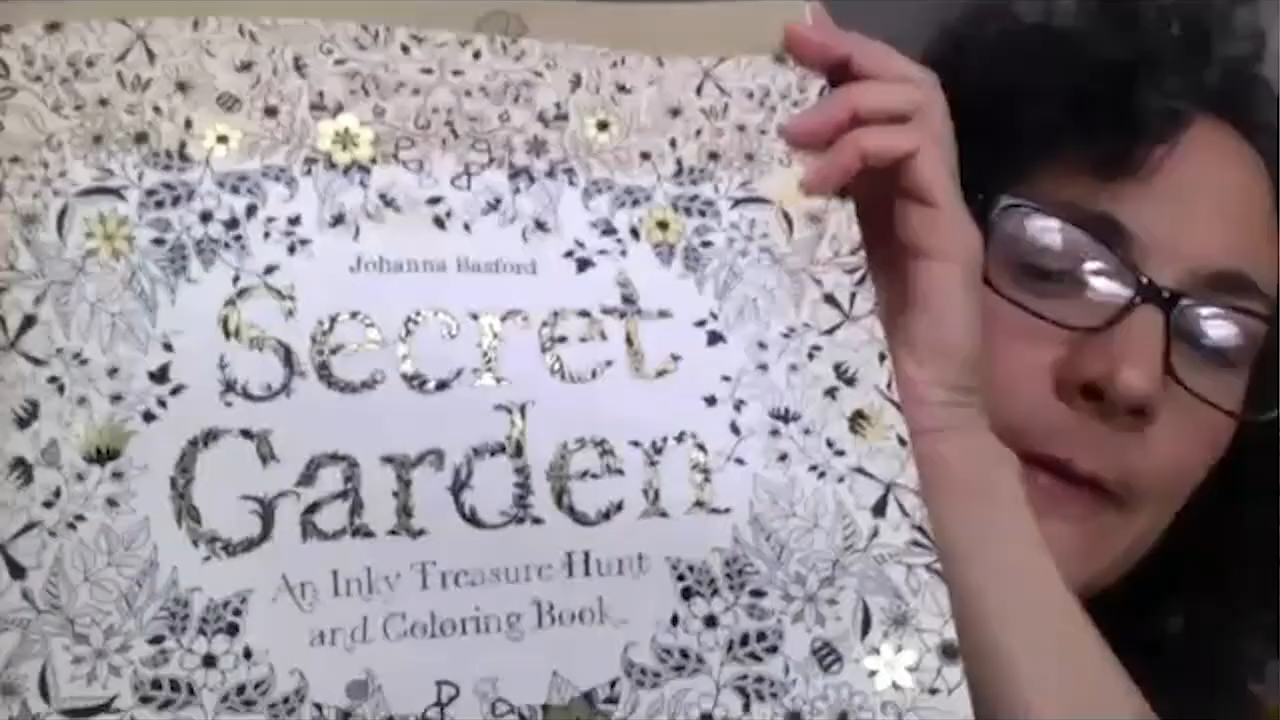 Johanna Basford
Secret
Garden
An Inky Treasure Hunt
and Coloring Book